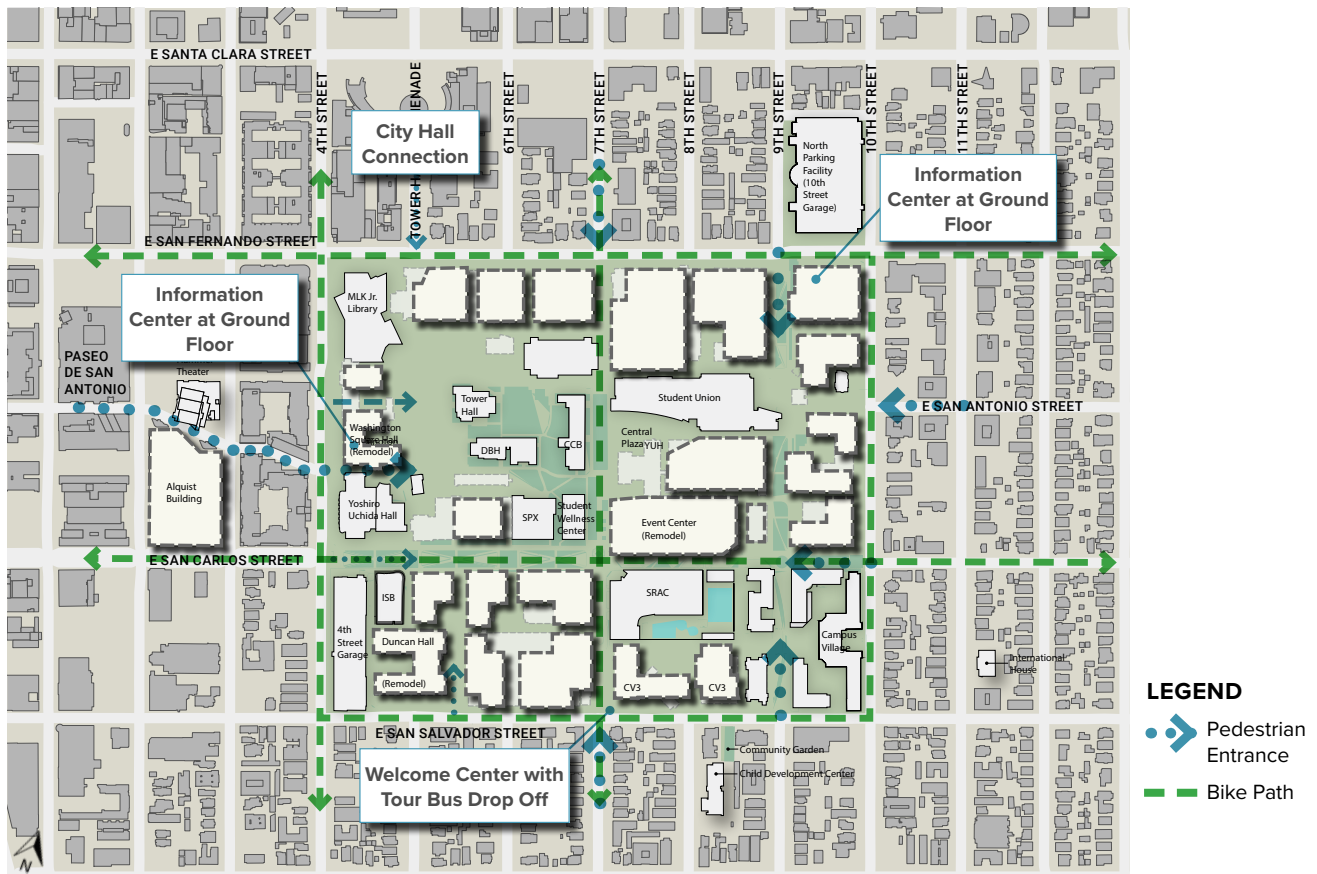 E SANTA CLARA STREET
4TH STREET
6TH STREET
7TH STREET
8TH STREET
9TH STREET
10TH STREET
11TH STREET
City Hall
Connection
TOWER H
ENADE
North
Parking
Facility
(10th
Street
Garage)
Information
Center at Ground
Floor
E SAN FERNANDO STREET
Information
Center at Ground
Floor
MLK Jr.
Library
PASEO
DE SAN
ANTONIO
Theater
Tower
Hall
Student Union
E SAN ANTONIO STREET
Washington
Square Hall
(Remodel)
Central
Plaza
YUH
DBH
CCB
Alquist
Building
Yoshiro
Uchida Hall
SPX
Student
Wellness
Center
Event Center
(Remodel)
E SAN CARLOS STREET
ISB
SRAC
4th
Street
Garage
Duncan Hall
(Remodel)
Campus
Village
International
House
CV3
CV3
E SAN SALVADOR STREET
Welcome Center with
Tour Bus Drop Off
Community Garden
Child Development Center
N
LEGEND
Pedestrian
Entrance
Bike Path